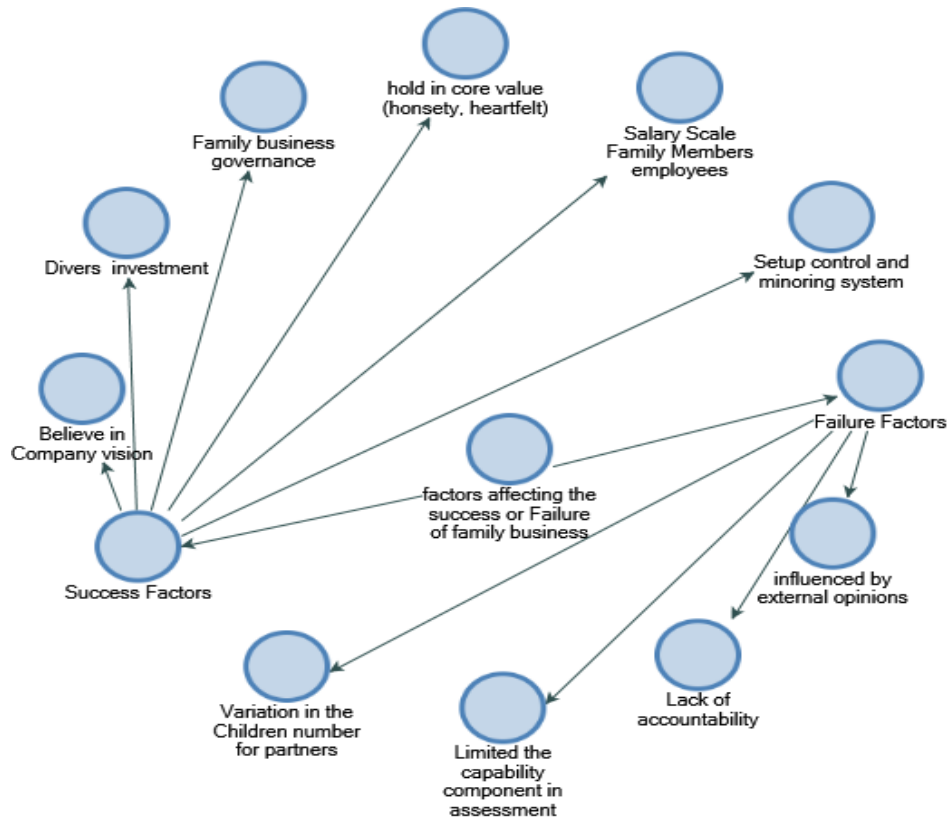 hold in core value
(honsety, heartfelt)
Family business
governance
Salary Scale
Family Members
employees
Divers investment
Setup control and
minoring system
Believe in
Company vision
Failure Factors
factors affecting the
success or Failure
of family business
Success Factors
influenced by
external opinions
Lack of
accountability
Variation in the
Children number
for partners
Limited the
capability
component in
assessment